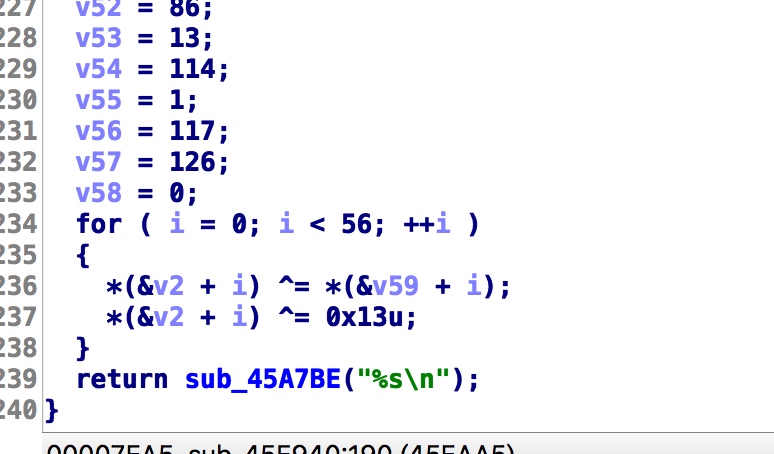 227 v52 = 86;
228 v53 = 13;
229 v54 = 114;
230 v55 = 1;
231 v56 = 117;
232 v57 = 126;
233 v58 = 0;
234 for ( i = 0; i < 56; ++i )
235 {
236 *(&v2 + i) ^= *(&v59 + i);
237 *(&v2 + i) ^= 0x13u;
238 }
239 return sub_45A7BE("%s\n");
240 }